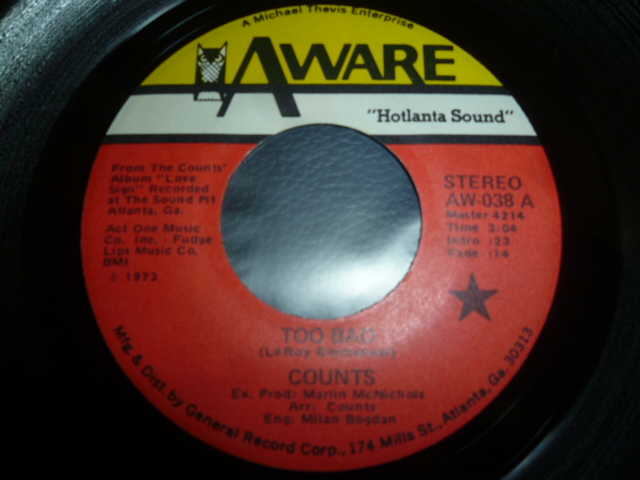 A Michael Thevis Enterprise
AWARE
"Hotlanta Sound"
From The Counts'
Album "Love
Sign" Recorded
at The Sound Pit
Atlanta, Ga.
Act One Music
Co. Inc. - Fudge
Lips Music Co.
BMI
© 1973
STEREO
AW-038 A
Master 4214
Time 3:04
Intro :23
Fade :14
TOO BAD
(LeRoy Emmanuel)
COUNTS
Ex. Prod: Marlin McNichols
Arr: Counts
Eng: Milan Bogdan
Mfg. & Dist. by General Record Corp., 174 Mills St., Atlanta, Ga. 30313